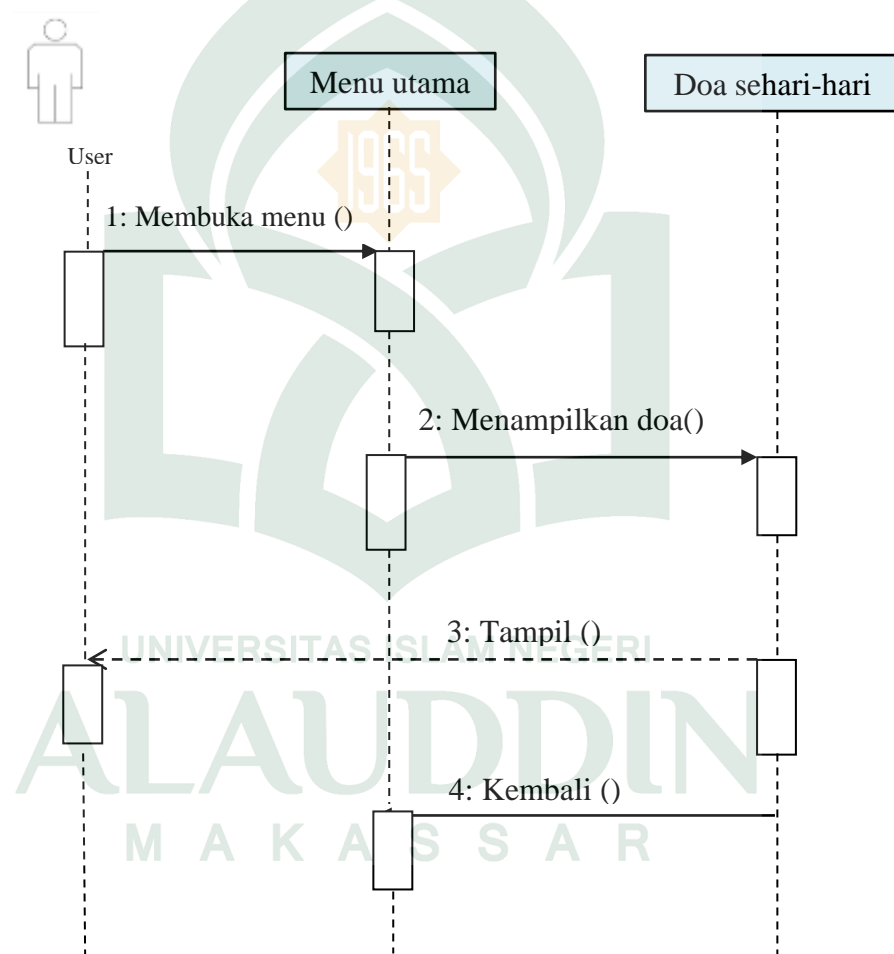 Menu utama
Doa sehari-hari
1965
User
1: Membuka menu ()
2: Menampilkan doa()
3: Tampil ()
UNIVERSITAS ISLAM NEGERI
ALAUDDIN
4: Kembali ()
MAKASSAR